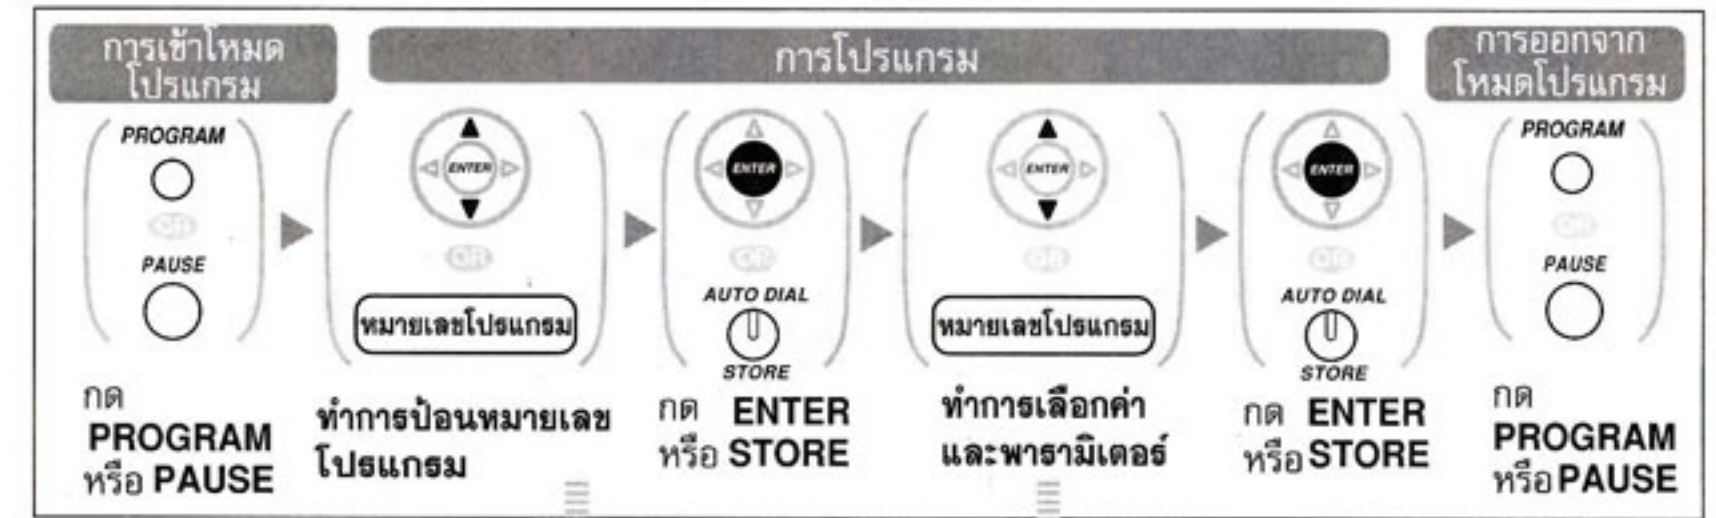 การเข้าโหมด
โปรแกรม
การโปรแกรม
การออกจาก
โหมดโปรแกรม
PROGRAM
OR
PAUSE
กด
PROGRAM
หรือ PAUSE
ENTER
OR
หมายเลขโปรแกรม
ทำการป้อนหมายเลข
โปรแกรม
ENTER
OR
AUTO DIAL
STORE
กด ENTER
หรือ STORE
ENTER
OR
หมายเลขโปรแกรม
ทำการเลือกค่า
และพารามิเตอร์
ENTER
OR
AUTO DIAL
STORE
กด ENTER
หรือ STORE
PROGRAM
OR
PAUSE
กด
PROGRAM
หรือ PAUSE